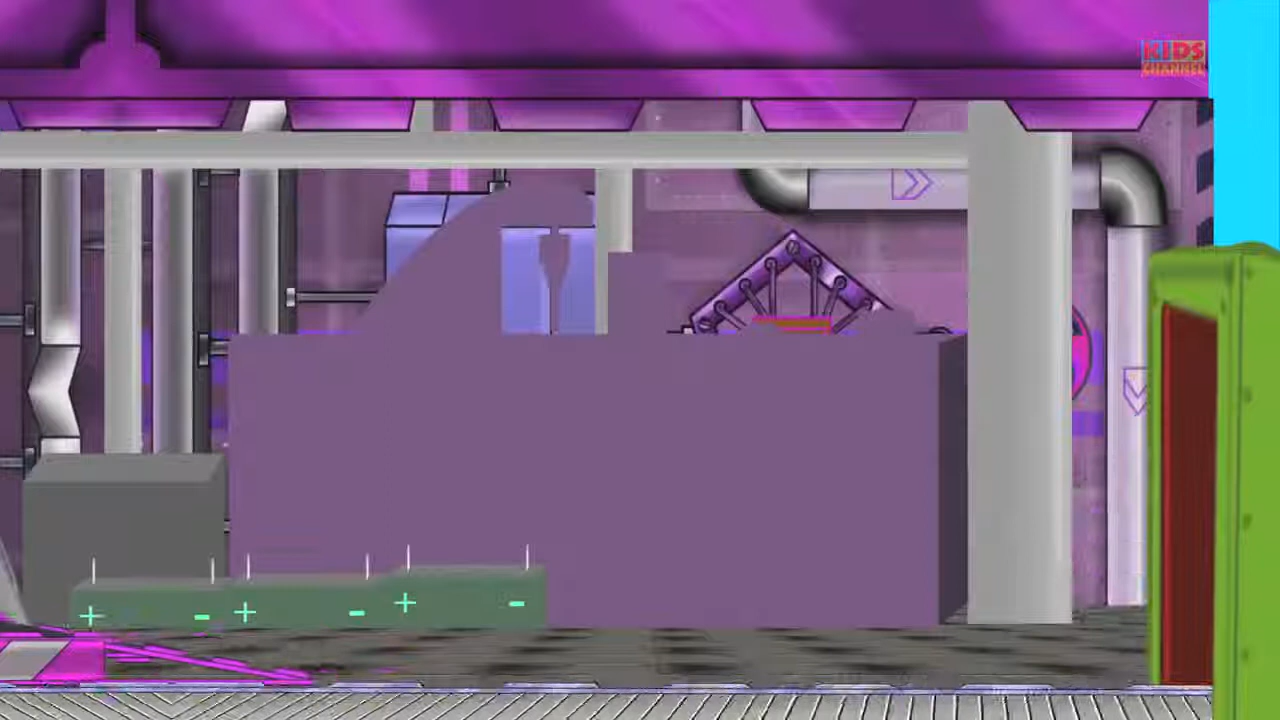 KIDS
CHANNEL
+ - + - + -